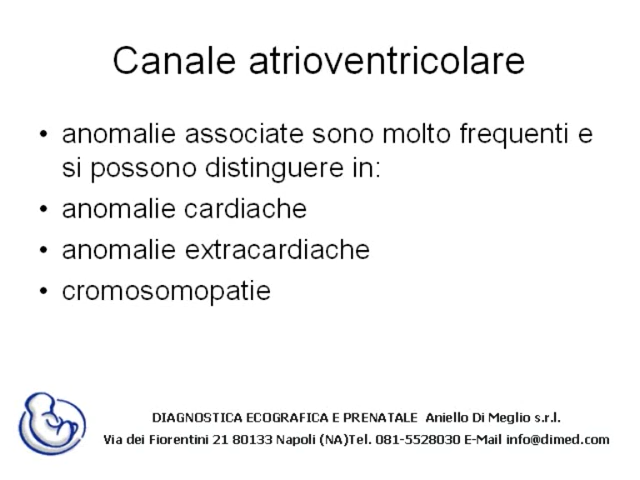 Canale atrioventricolare
• anomalie associate sono molto frequenti e
si possono distinguere in:
• anomalie cardiache
• anomalie extracardiache
• cromosomopatie
DIAGNOSTICA ECOGRAFICA E PRENATALE Aniello Di Meglio s.r.l.
Via dei Fiorentini 21 80133 Napoli (NA)Tel. 081-5528030 E-Mail info@dimed.com